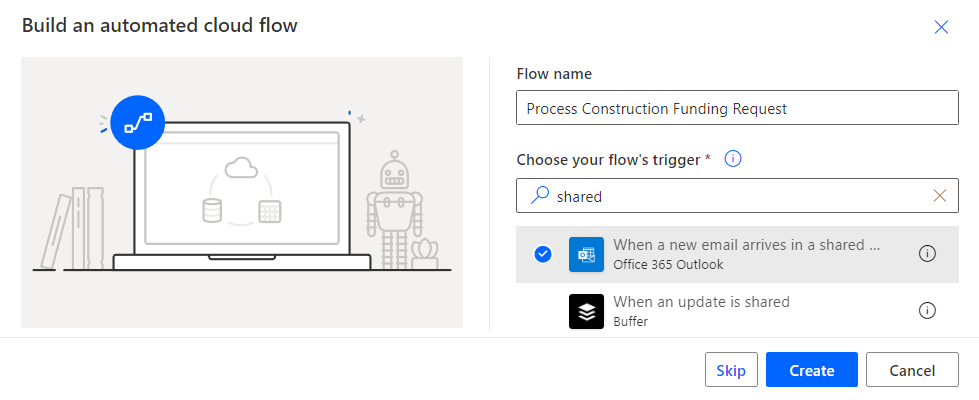 Build an automated cloud flow
Flow name
Process Construction Funding Request
Choose your flow's trigger *
shared
When a new email arrives in a shared ...
Office 365 Outlook
When an update is shared
Buffer
Skip
Create
Cancel